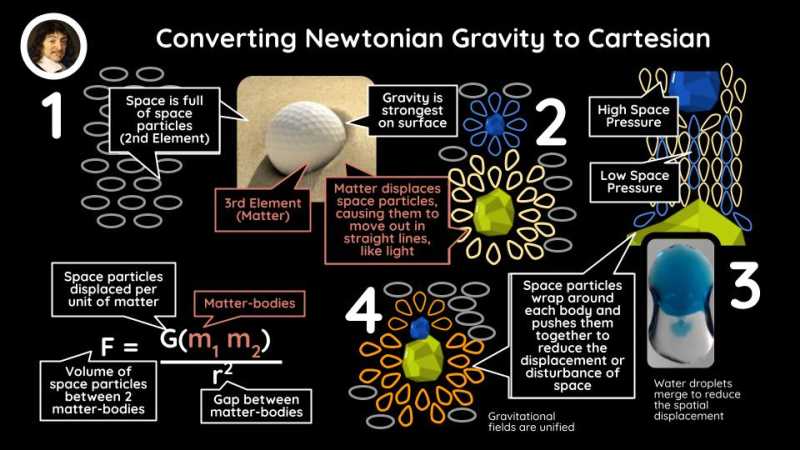 Converting Newtonian Gravity to Cartesian
1
Space is full
of space
particles
(2nd Element)
Gravity is
strongest
on surface
3rd Element
(Matter)
Matter displaces
space particles,
causing them to
move out in
straight lines,
like light
2
High Space
Pressure
Low Space
Pressure
3
Water droplets
merge to reduce
the spatial
displacement
Space particles
displaced per
unit of matter
Matter-bodies
F = G(m1 m2)
r2
Volume of
space particles
between 2
matter-bodies
Gap between
matter-bodies
4
Space particles
wrap around
each body and
pushes them
together to
reduce the
displacement or
disturbance of
space
Gravitational
fields are unified